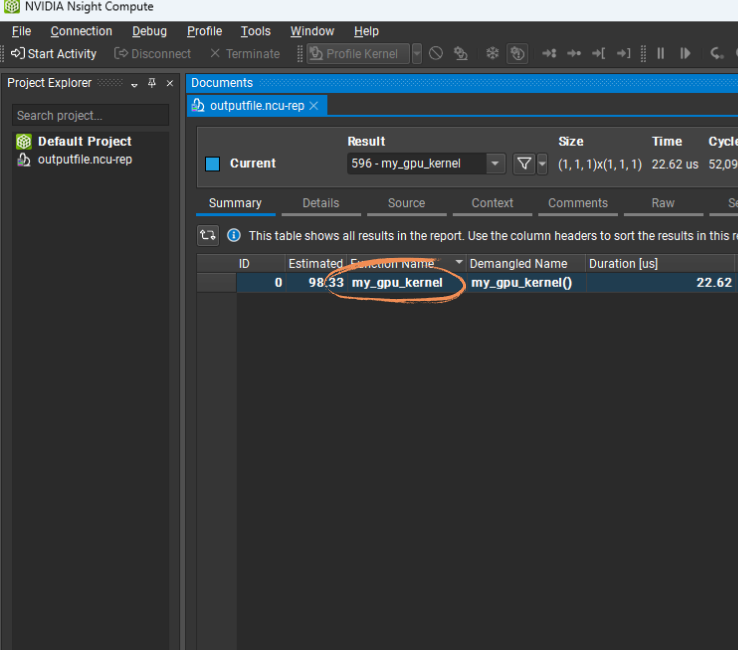 NVIDIA Nsight Compute
File Connection Debug Profile Tools Window Help
Start Activity Disconnect Terminate Profile Kernel
Project Explorer
Documents
outputfile.ncu-rep
Search project...
Default Project
outputfile.ncu-rep
Result Size Time Cycle
Current 596 - my_gpu_kernel (1, 1, 1)x(1, 1, 1) 22.62 us 52,09
Summary Details Source Context Comments Raw Se
This table shows all results in the report. Use the column headers to sort the results in this re
ID Estimated Function Name Demangled Name Duration [us]
0 98.33 my_gpu_kernel my_gpu_kernel() 22.62